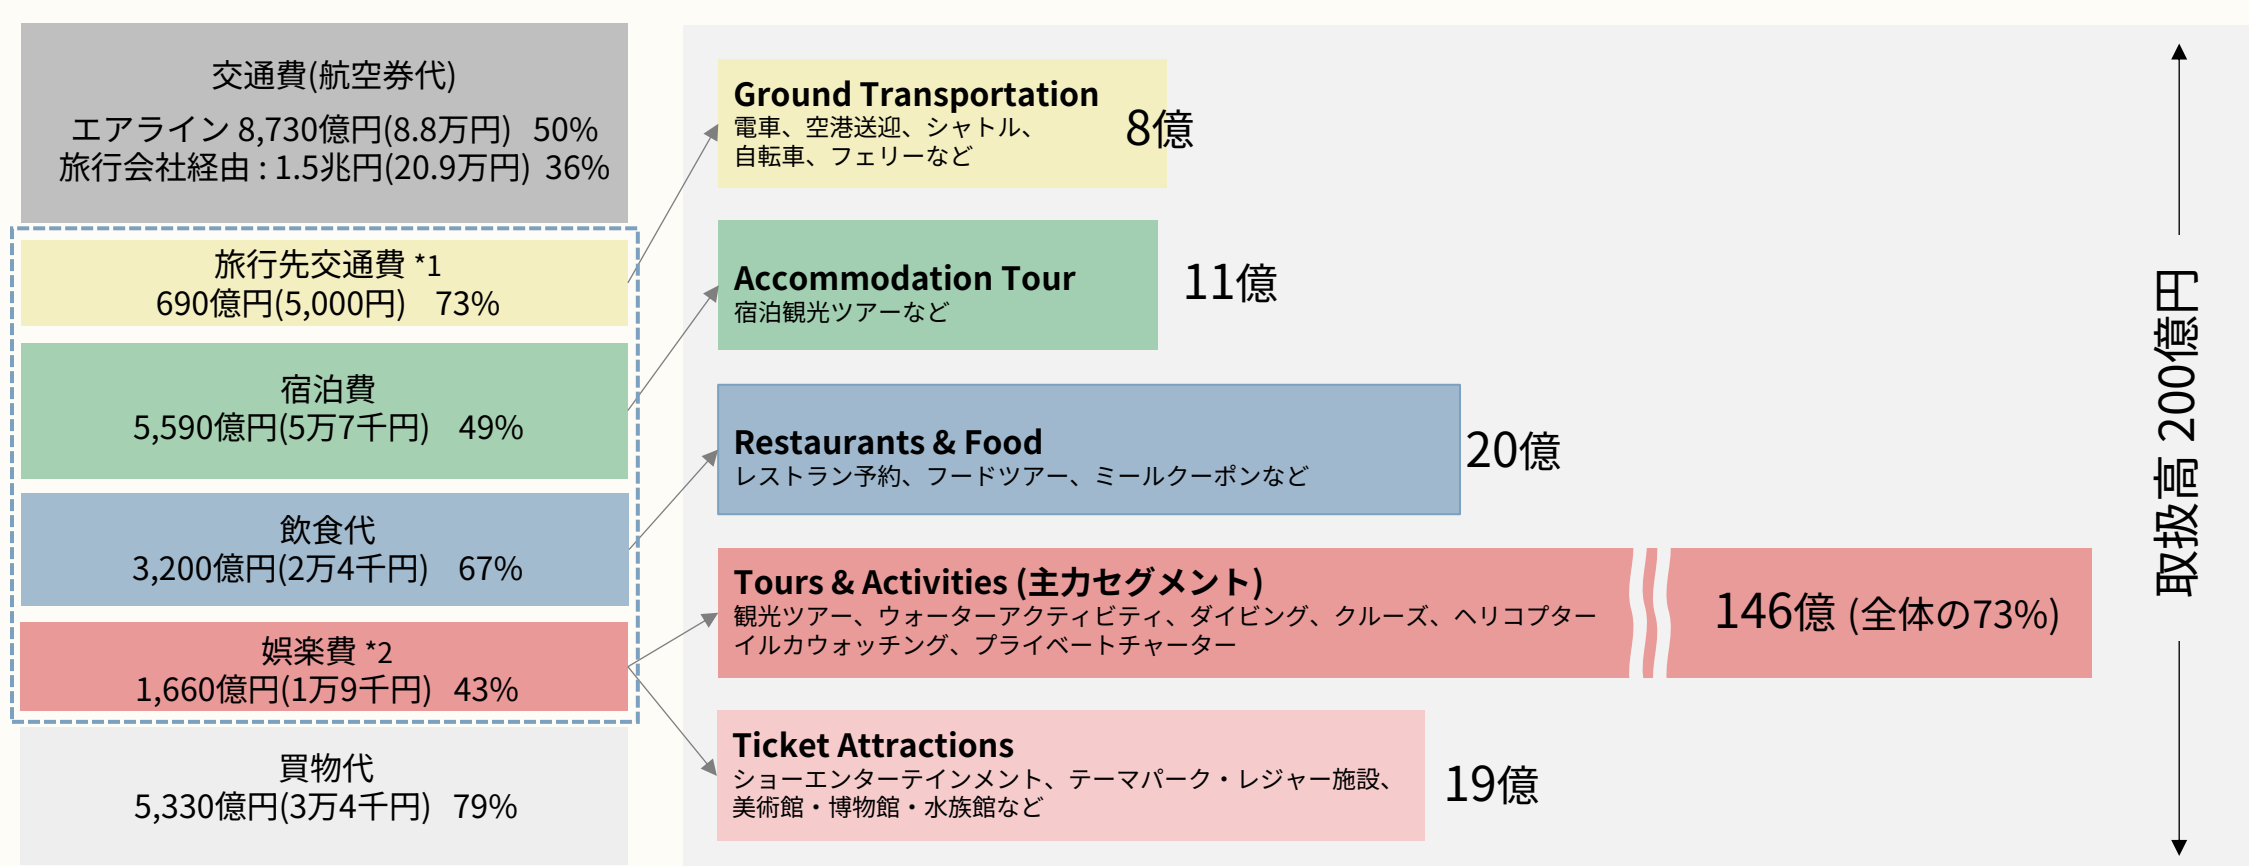 交通費(航空券代)
エアライン 8,730億円(8.8万円) 50%
旅行会社経由 : 1.5兆円(20.9万円) 36%
旅行先交通費 *1
690億円(5,000円) 73%
宿泊費
5,590億円(5万7千円) 49%
飲食代
3,200億円(2万4千円) 67%
娯楽費 *2
1,660億円(1万9千円) 43%
買物代
5,330億円(3万4千円) 79%
Ground Transportation
電車、空港送迎、シャトル、
自転車、フェリーなど
8億
Accommodation Tour
宿泊観光ツアーなど
11億
Restaurants & Food
レストラン予約、フードツアー、ミールクーポンなど
20億
Tours & Activities (主力セグメント)
観光ツアー、ウォーターアクティビティ、ダイビング、クルーズ、ヘリコプター
イルカウォッチング、プライベートチャーター
146億 (全体の73%)
Ticket Attractions
ショーエンターテインメント、テーマパーク・レジャー施設、
美術館・博物館・水族館など
19億
取扱高 200億円